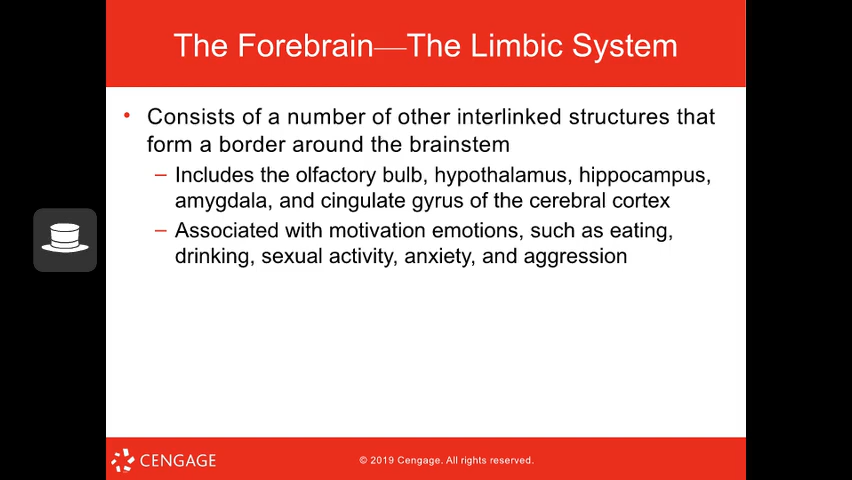 The Forebrain—The Limbic System
• Consists of a number of other interlinked structures that
form a border around the brainstem
– Includes the olfactory bulb, hypothalamus, hippocampus,
amygdala, and cingulate gyrus of the cerebral cortex
– Associated with motivation emotions, such as eating,
drinking, sexual activity, anxiety, and aggression
CENGAGE
© 2019 Cengage. All rights reserved.